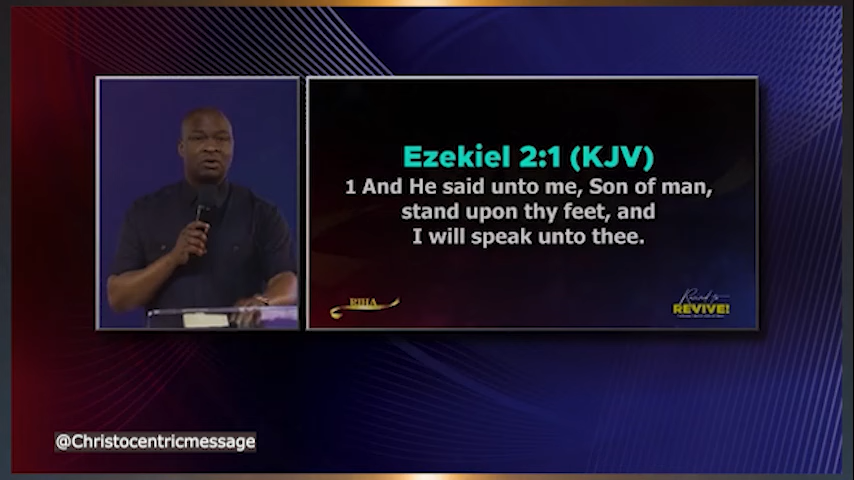 Ezekiel 2:1 (KJV)
1 And He said unto me, Son of man,
stand upon thy feet, and
I will speak unto thee.
RIHA
REVIVE!
@Christocentricmessage